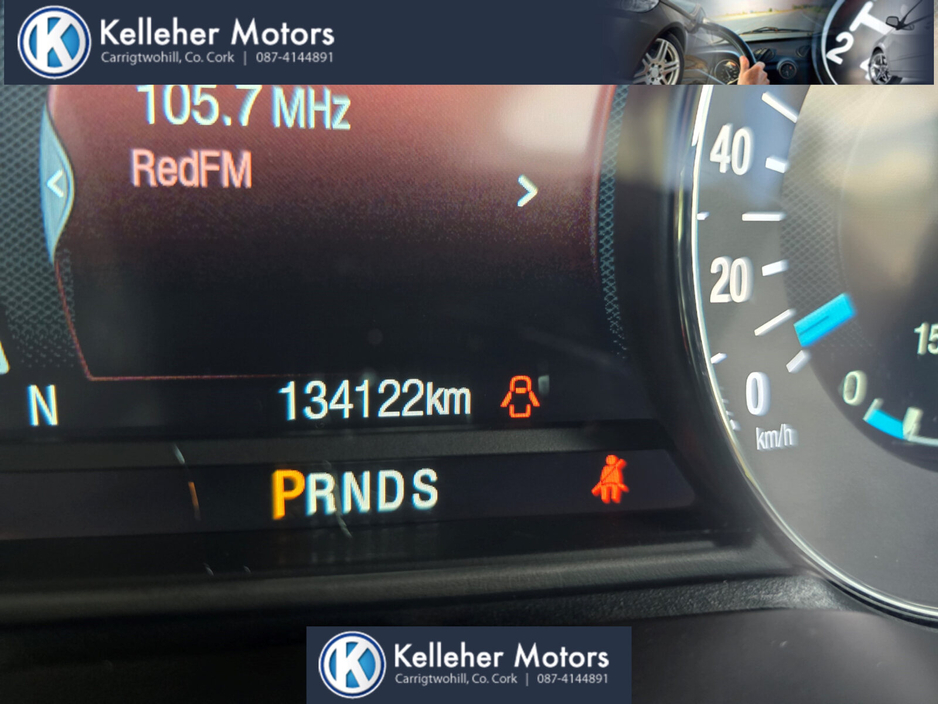 Kelleher Motors
Carrigtwohill, Co. Cork | 087-4144891
105.7 MHz
RedFM
<
>
40
20
0
km/h
15
0
N
134122km
PRNDS
Kelleher Motors
Carrigtwohill, Co. Cork | 087-4144891